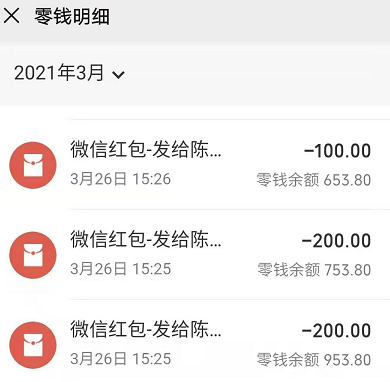 零钱明细
2021年3月
微信红包-发给陈... -100.00
3月26日 15:26 零钱余额 653.80
微信红包-发给陈... -200.00
3月26日 15:25 零钱余额 753.80
微信红包-发给陈... -200.00
3月26日 15:25 零钱余额 953.80